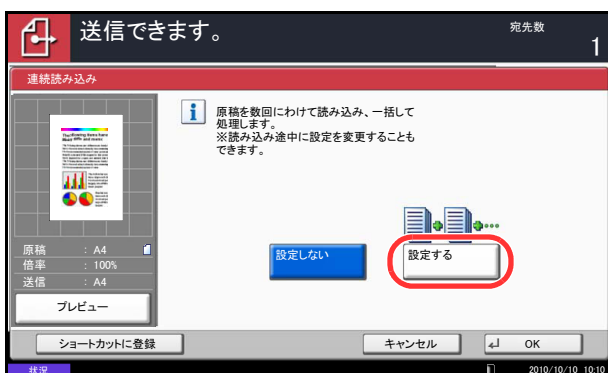 送信できます。
宛先数
1
連続読み込み
原稿を数回にわけて読み込み、一括して
処理します。
※読み込み途中に設定を変更することも
できます。
原稿 : A4
倍率 : 100%
送信 : A4
設定しない
設定する
プレビュー
ショートカットに登録
キャンセル
OK
状況
2010/10/10 10:10